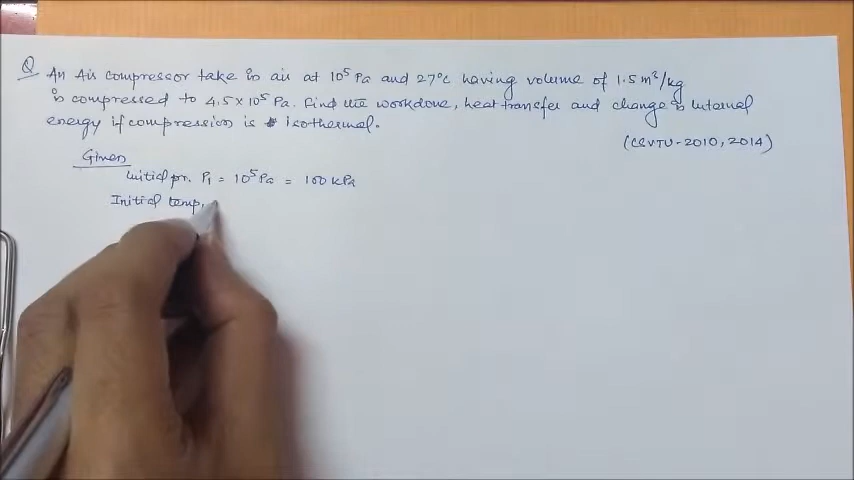 Q An Air compressor take in air at 10⁵ Pa and 27°C having volume of 1.5 m³/kg
is compressed to 4.5 × 10⁵ Pa. Find the workdone, heat transfer and change in internal
energy if compression is isothermal.
(CSVTU-2010, 2014)
Given
Initial pr. P₁ = 10⁵ Pa = 100 kPa
Initial temp.